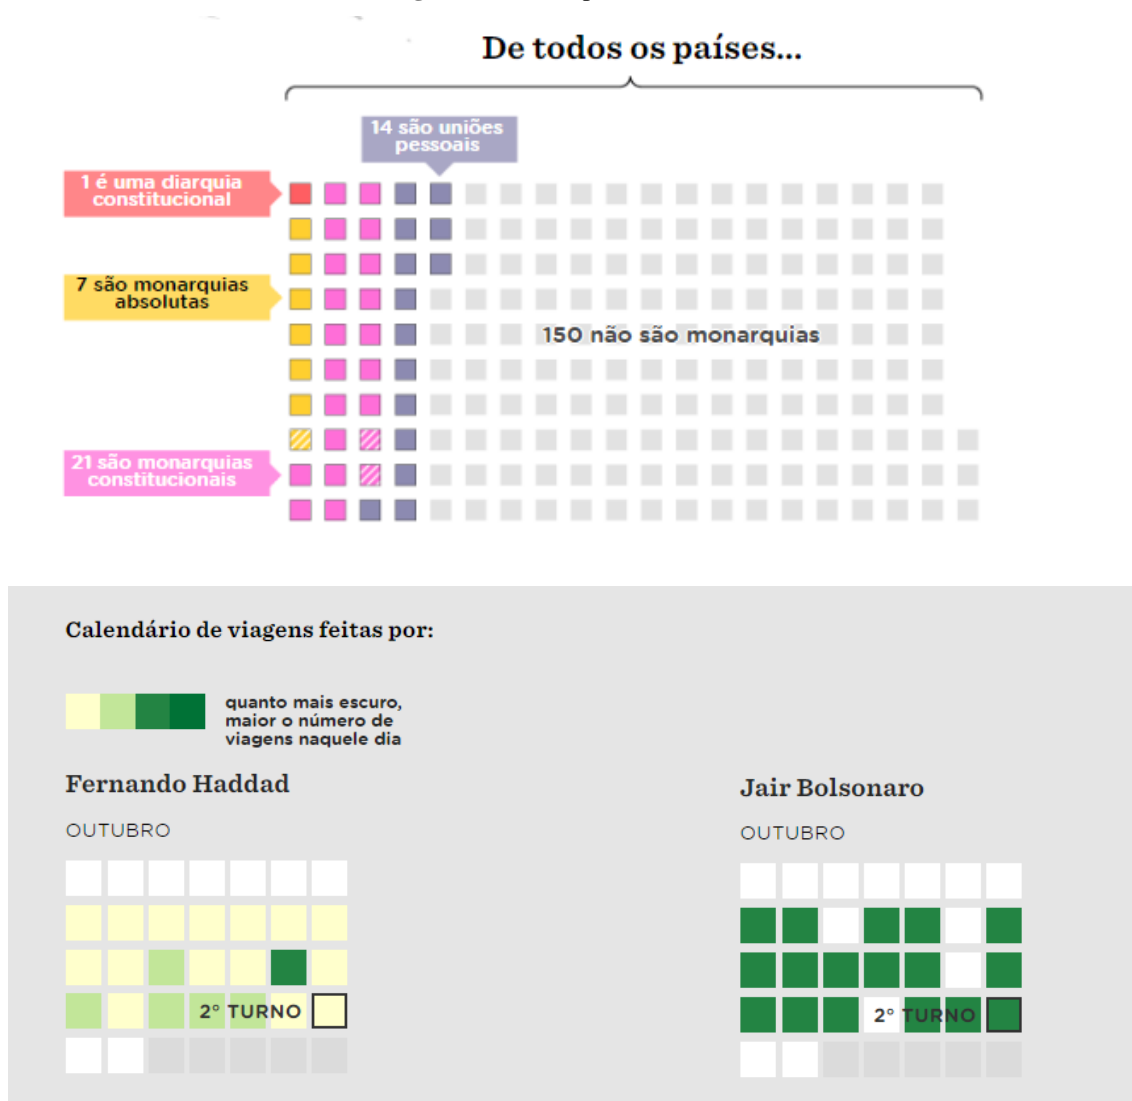 De todos os países...
14 são uniões
pessoais
1 é uma diarquia
constitucional
7 são monarquias
absolutas
150 não são monarquias
21 são monarquias
constitucionais
Calendário de viagens feitas por:
quanto mais escuro,
maior o número de
viagens naquele dia
Fernando Haddad
OUTUBRO
2° TURNO
Jair Bolsonaro
OUTUBRO
2° TURNO